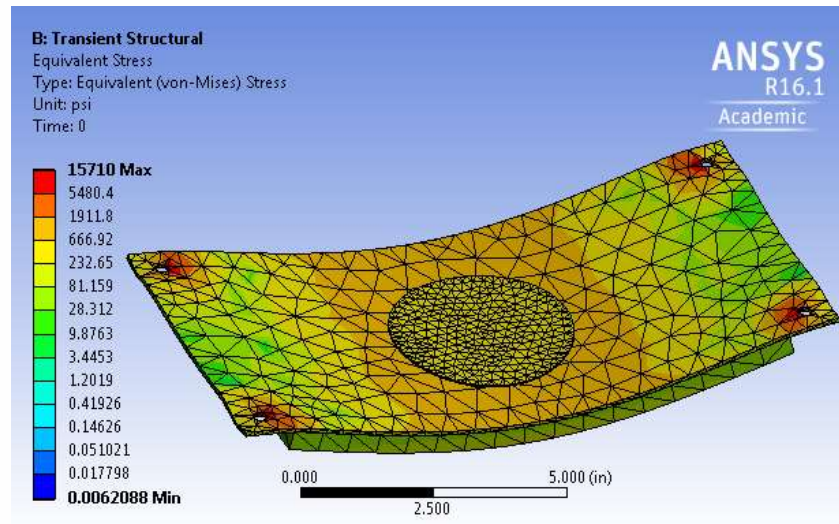 B: Transient Structural
Equivalent Stress
Type: Equivalent (von-Mises) Stress
Unit: psi
Time: 0
ANSYS
R16.1
Academic
15710 Max
5480.4
1911.8
666.92
232.65
81.159
28.312
9.8763
3.4453
1.2019
0.41926
0.14626
0.051021
0.017798
0.0062088 Min
0.000
5.000 (in)
2.500